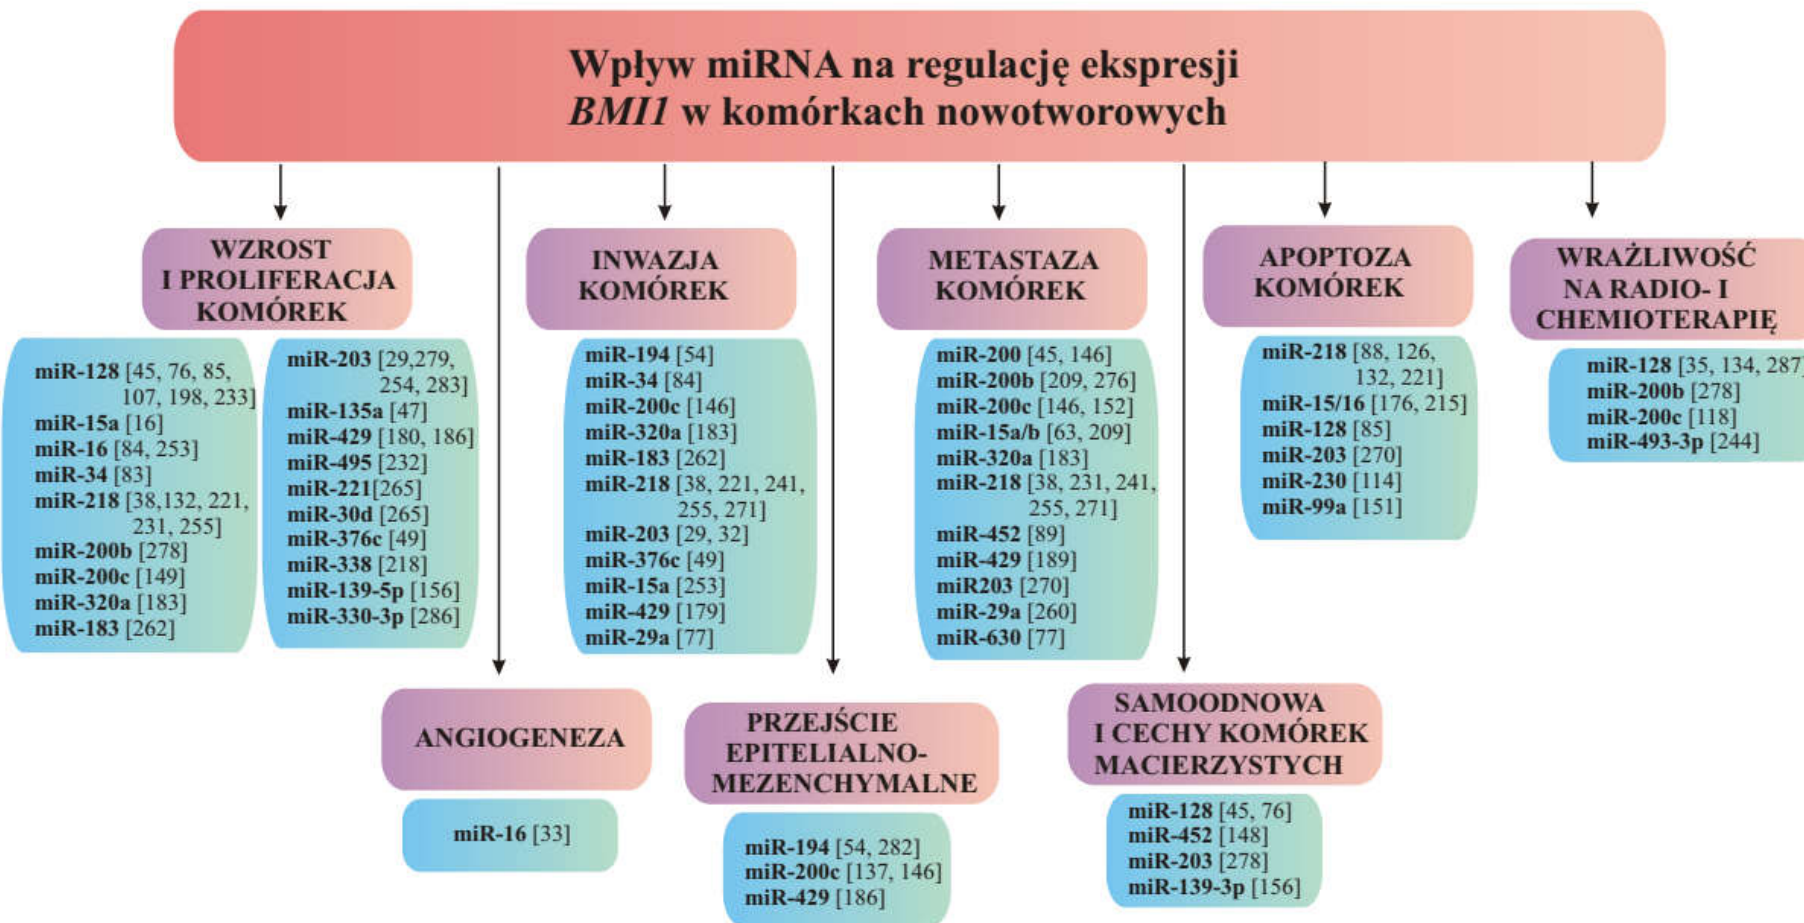 Wpływ miRNA na regulację ekspresji
BMI1 w komórkach nowotworowych
WZROST
I PROLIFERACJA
KOMÓREK
miR-128 [45, 76, 85,
107, 198, 233]
miR-15a [16]
miR-16 [84, 253]
miR-34 [83]
miR-218 [38,132, 221,
231, 255]
miR-200b [278]
miR-200c [149]
miR-320a [183]
miR-183 [262]
miR-203 [29,279,
254, 283]
miR-135a [47]
miR-429 [180, 186]
miR-495 [232]
miR-221[265]
miR-30d [265]
miR-376c [49]
miR-338 [218]
miR-139-5p [156]
miR-330-3p [286]
INWAZJA
KOMÓREK
miR-194 [54]
miR-34 [84]
miR-200c [146]
miR-320a [183]
miR-183 [262]
miR-218 [38, 221, 241,
255, 271]
miR-203 [29, 32]
miR-376c [49]
miR-15a [253]
miR-429 [179]
miR-29a [77]
METASTAZA
KOMÓREK
miR-200 [45, 146]
miR-200b [209, 276]
miR-200c [146, 152]
miR-15a/b [63, 209]
miR-320a [183]
miR-218 [38, 231, 241,
255, 271]
miR-452 [89]
miR-429 [189]
miR203 [270]
miR-29a [260]
miR-630 [77]
APOPTOZA
KOMÓREK
miR-218 [88, 126,
132, 221]
miR-15/16 [176, 215]
miR-128 [85]
miR-203 [270]
miR-230 [114]
miR-99a [151]
WRAŻLIWOŚĆ
NA RADIO- I
CHEMIOTERAPIĘ
miR-128 [35, 134, 287]
miR-200b [278]
miR-200c [118]
miR-493-3p [244]
ANGIOGENEZA
miR-16 [33]
PRZEJŚCIE
EPITELIALNO-
MEZENCHYMALNE
miR-194 [54, 282]
miR-200c [137, 146]
miR-429 [186]
SAMOODNOWA
I CECHY KOMÓREK
MACIERZYSTYCH
miR-128 [45, 76]
miR-452 [148]
miR-203 [278]
miR-139-3p [156]